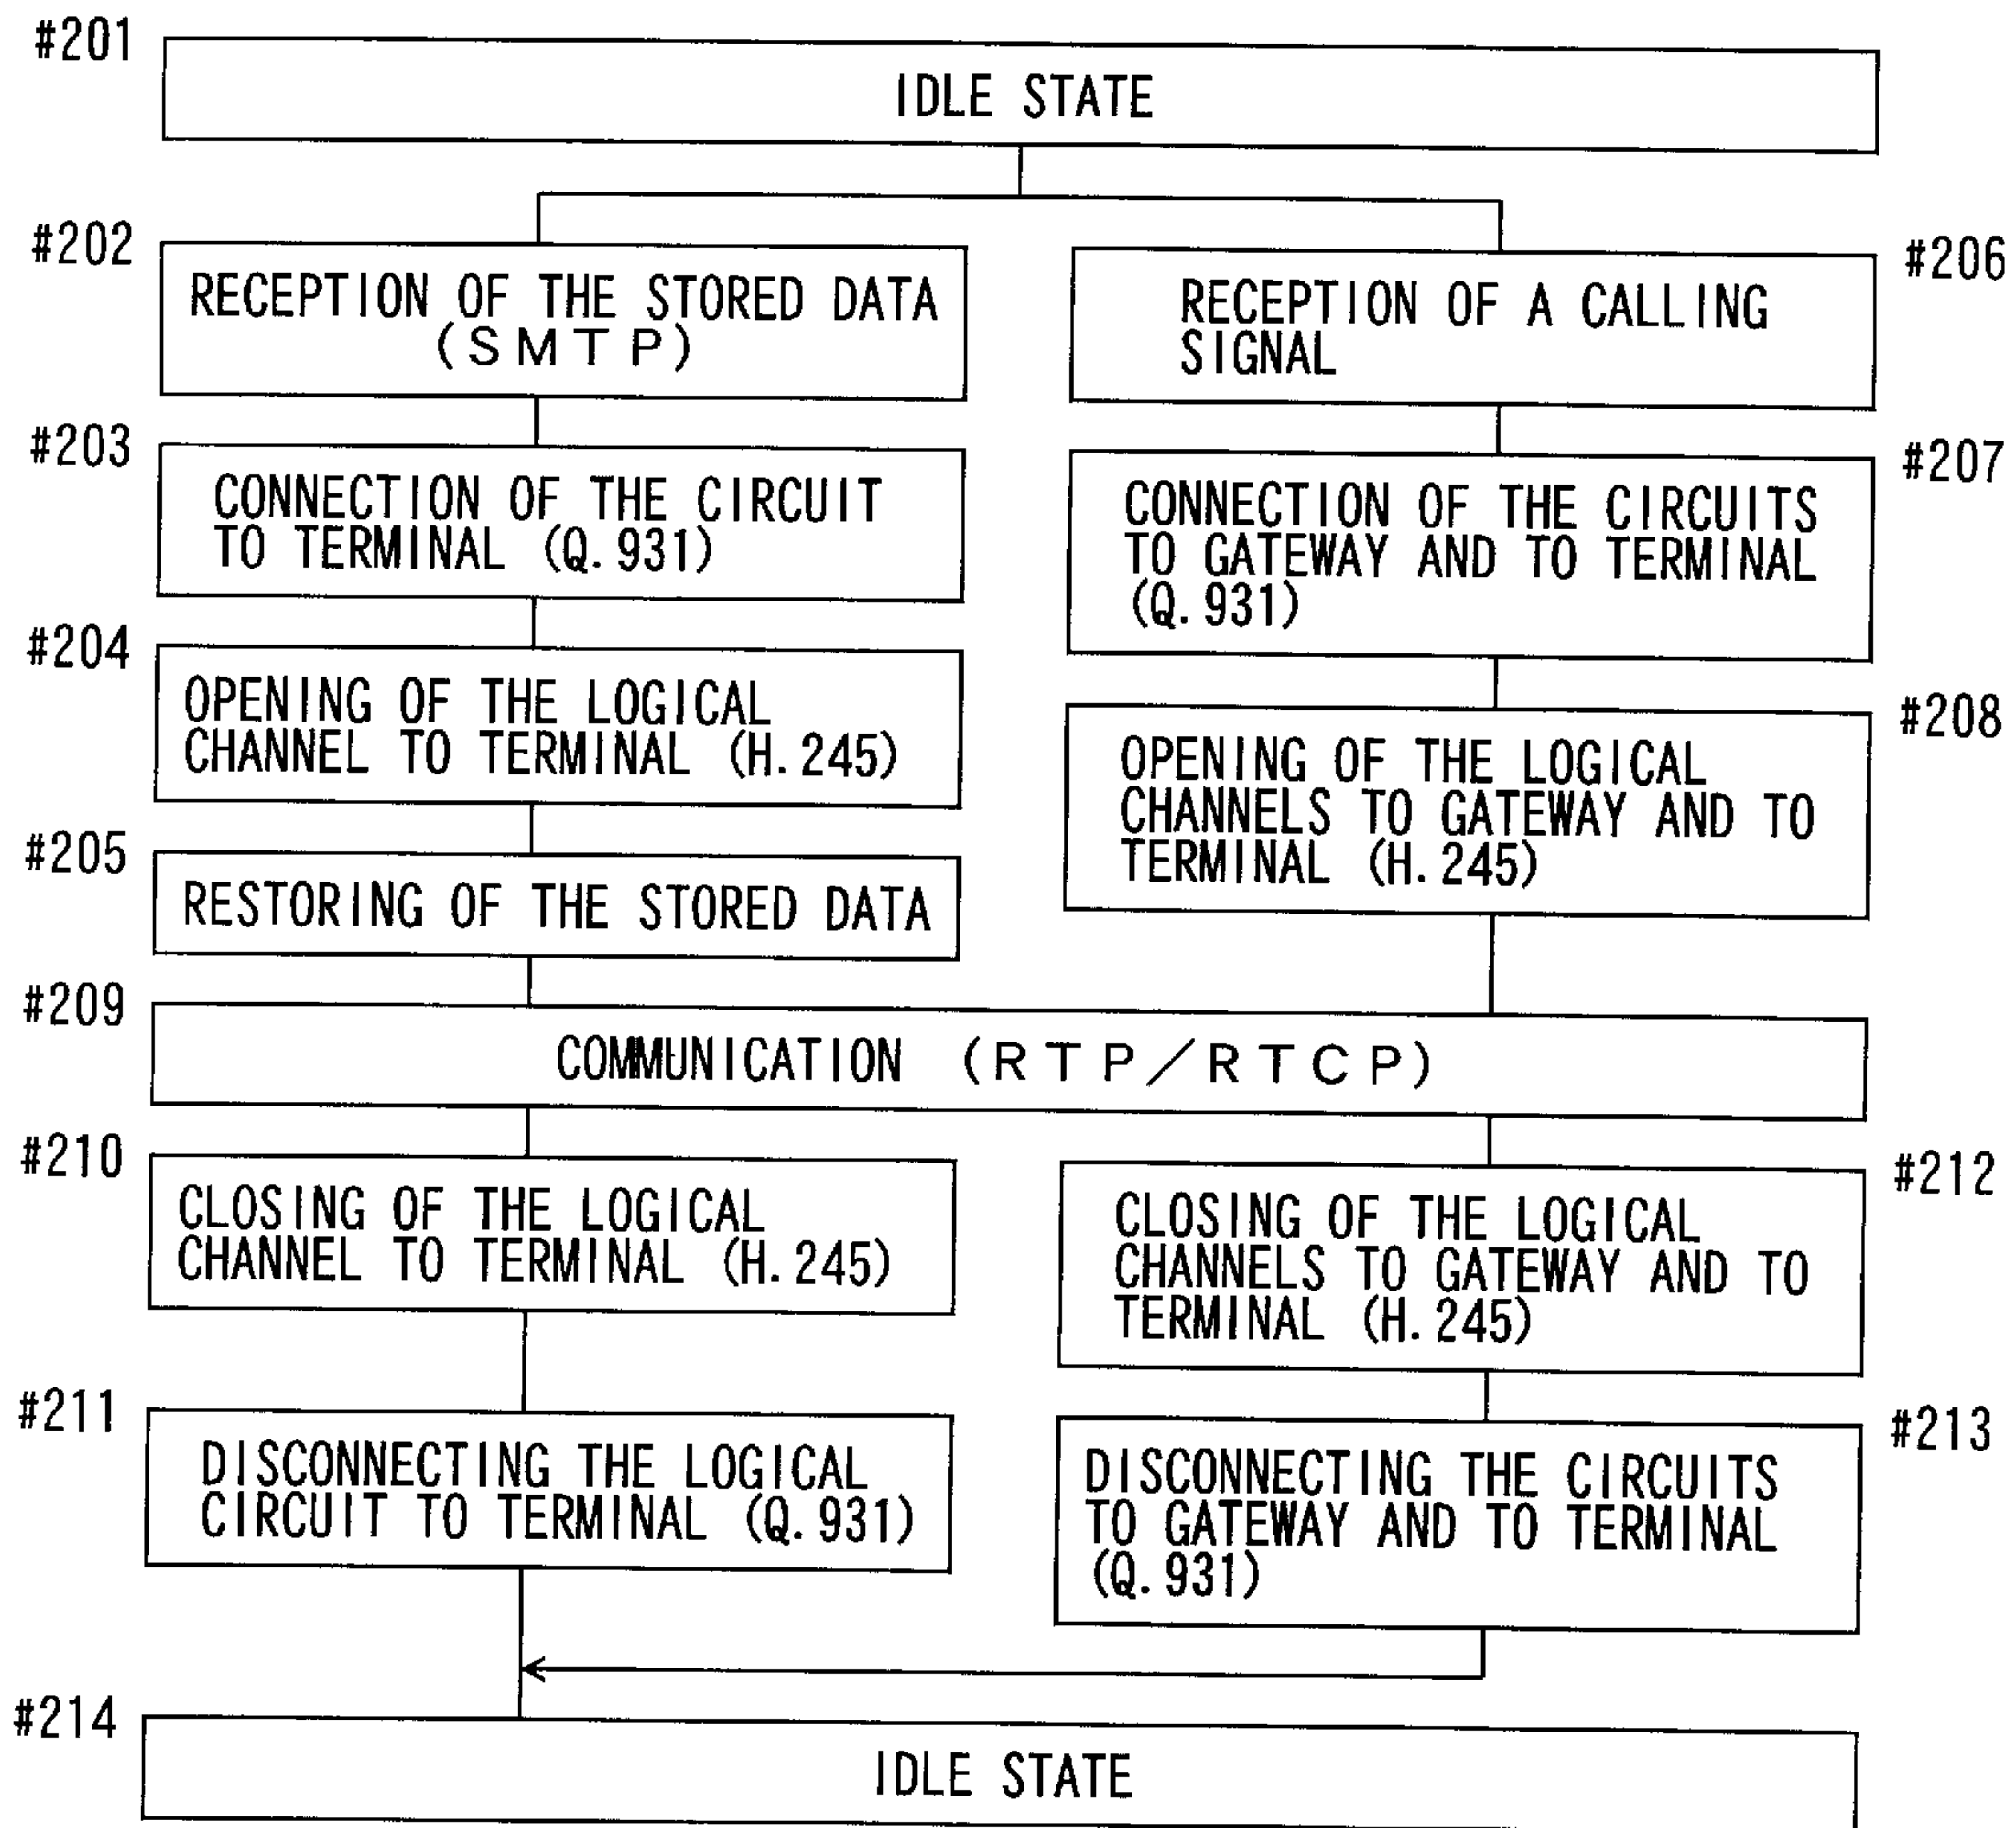 #201
IDLE STATE
#202
RECEPTION OF THE STORED DATA
(SMTP)
#206
RECEPTION OF A CALLING
SIGNAL
#203
CONNECTION OF THE CIRCUIT
TO TERMINAL (Q.931)
#207
CONNECTION OF THE CIRCUITS
TO GATEWAY AND TO TERMINAL
(Q.931)
#204
OPENING OF THE LOGICAL
CHANNEL TO TERMINAL (H.245)
#208
OPENING OF THE LOGICAL
CHANNELS TO GATEWAY AND TO
TERMINAL (H.245)
#205
RESTORING OF THE STORED DATA
#209
COMMUNICATION (RTP/RTCP)
#210
CLOSING OF THE LOGICAL
CHANNEL TO TERMINAL (H.245)
#212
CLOSING OF THE LOGICAL
CHANNELS TO GATEWAY AND TO
TERMINAL (H.245)
#211
DISCONNECTING THE LOGICAL
CIRCUIT TO TERMINAL (Q.931)
#213
DISCONNECTING THE CIRCUITS
TO GATEWAY AND TO TERMINAL
(Q.931)
#214
IDLE STATE